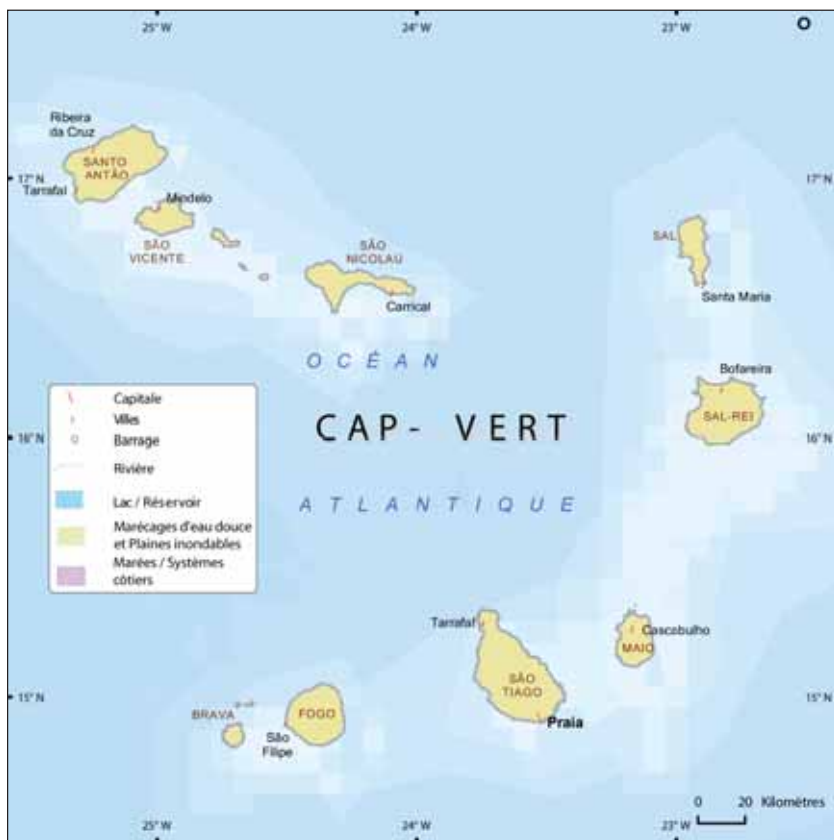 25° W
24° W
23° W
Ribeira
da Cruz
SANTO
ANTÃO
17° N
17° N
Tarrafal
Mindelo
SÃO
VICENTE
SÃO
NICOLAU
SAL
Carrical
Santa Maria
OCÉAN
Bofareira
Capitale
Villes
Barrage
Rivière
Lac / Réservoir
Marécages d'eau douce
et Plaines inondables
Marées / Systèmes
côtiers
CAP- VERT
SAL-REI
16° N
16° N
ATLANTIQUE
Tarrafal
Cascabulho
MAIO
SÃO
TIAGO
15° N
15° N
BRAVA
FOGO
São
Filipe
Praia
0 20 Kilomètres
25° W
24° W
23° W